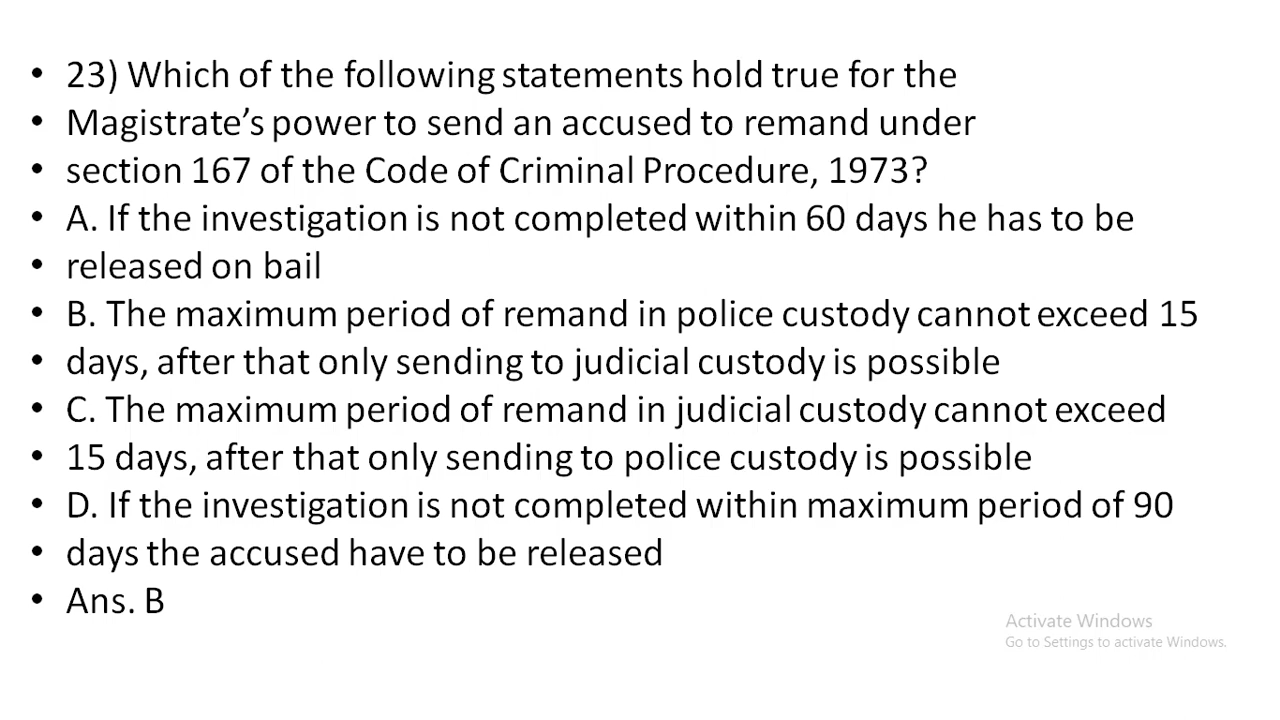 • 23) Which of the following statements hold true for the
• Magistrate’s power to send an accused to remand under
• section 167 of the Code of Criminal Procedure, 1973?
• A. If the investigation is not completed within 60 days he has to be
• released on bail
• B. The maximum period of remand in police custody cannot exceed 15
• days, after that only sending to judicial custody is possible
• C. The maximum period of remand in judicial custody cannot exceed
• 15 days, after that only sending to police custody is possible
• D. If the investigation is not completed within maximum period of 90
• days the accused have to be released
• Ans. B
Activate Windows
Go to Settings to activate Windows.